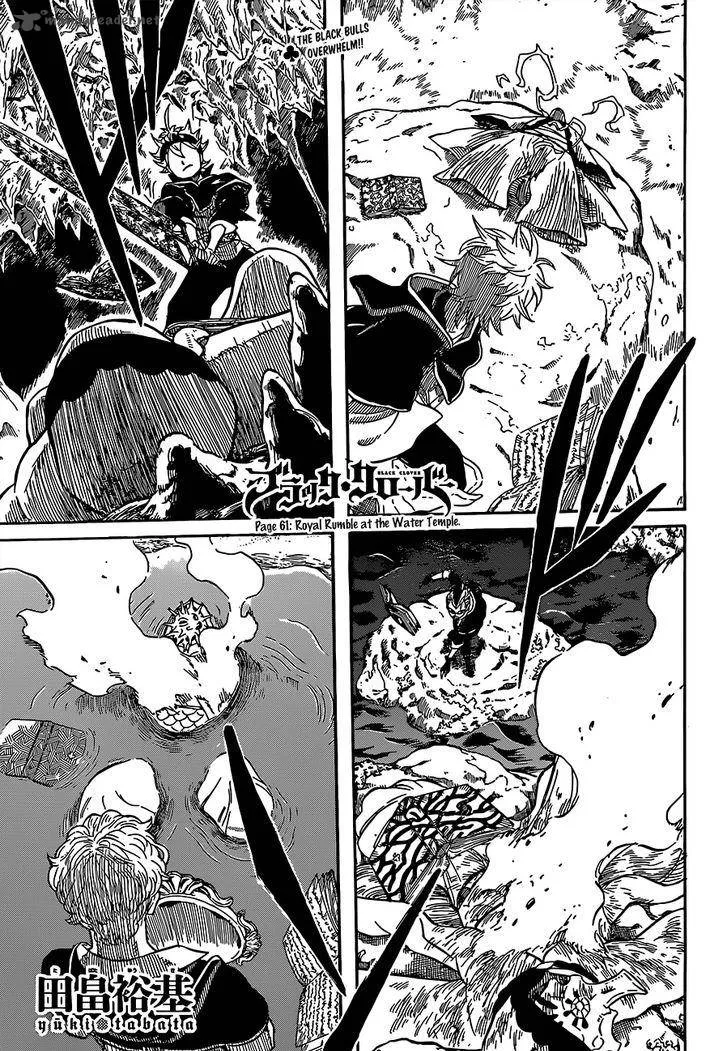 THE BLACK BULLS
OVERWHELM!!
ブラック・クローバー
BLACK CLOVER
Page 61: Royal Rumble at the Water Temple.
田畠裕基
yūki tabata